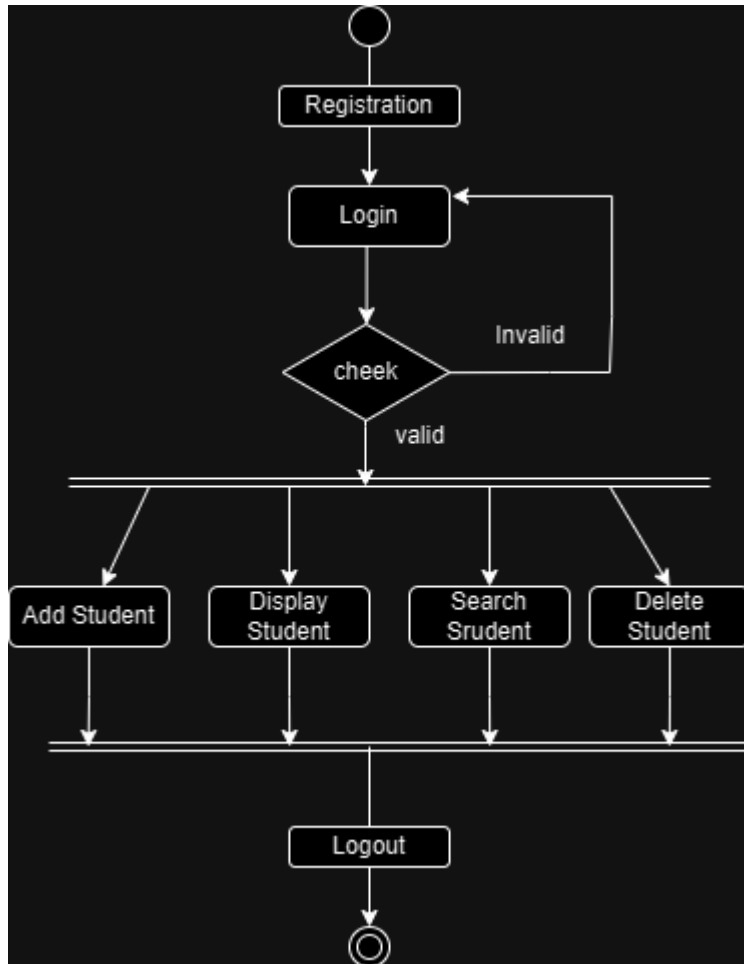 Registration
Login
Invalid
cheek
valid
Add Student
Display
Student
Search
Srudent
Delete
Student
Logout